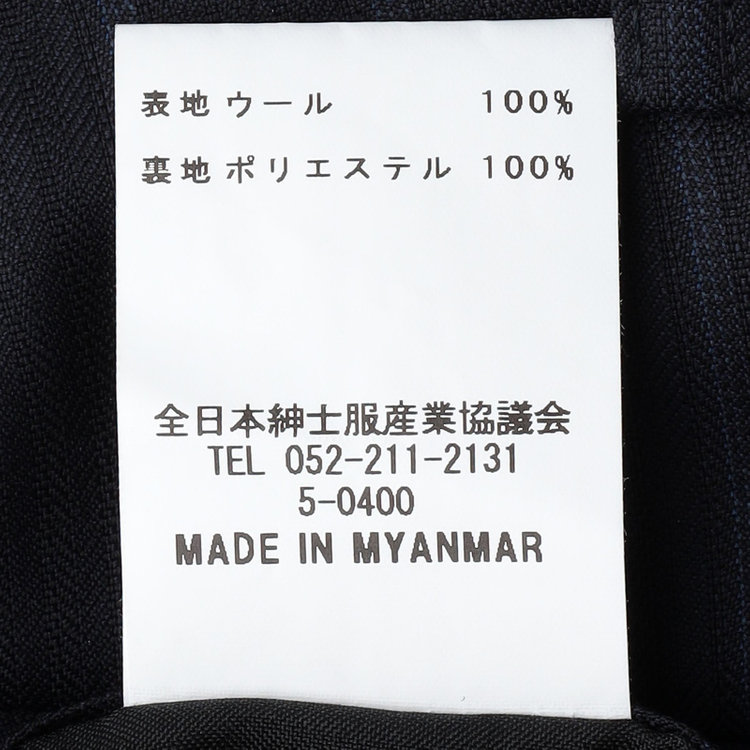 表地 ウール 100%
裏地 ポリエステル 100%
全日本紳士服産業協議会
TEL 052-211-2131
5-0400
MADE IN MYANMAR